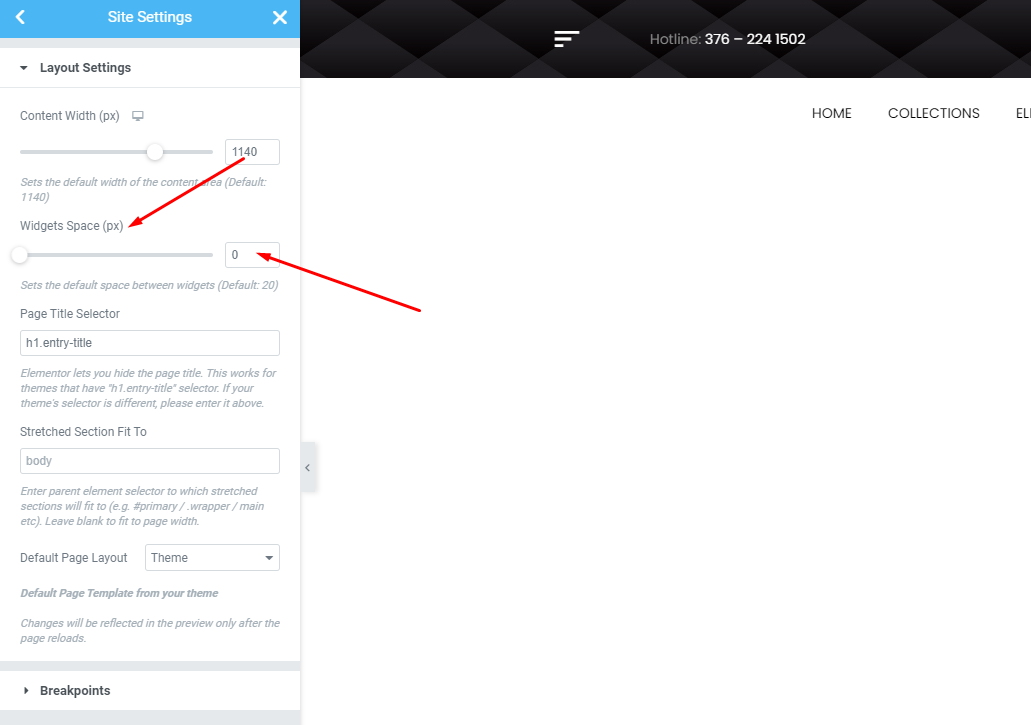 Site Settings
Hotline: 376 – 224 1502
Layout Settings
Content Width (px)
HOME COLLECTIONS EL
1140
Sets the default width of the content area (Default:
1140)
Widgets Space (px)
0
Sets the default space between widgets (Default: 20)
Page Title Selector
h1.entry-title
Elementor lets you hide the page title. This works for
themes that have "h1.entry-title" selector. If your
theme's selector is different, please enter it above.
Stretched Section Fit To
body
Enter parent element selector to which stretched
sections will fit to (e.g. #primary / .wrapper / main
etc). Leave blank to fit to page width.
Default Page Layout Theme
Default Page Template from your theme
Changes will be reflected in the preview only after the
page reloads.
Breakpoints